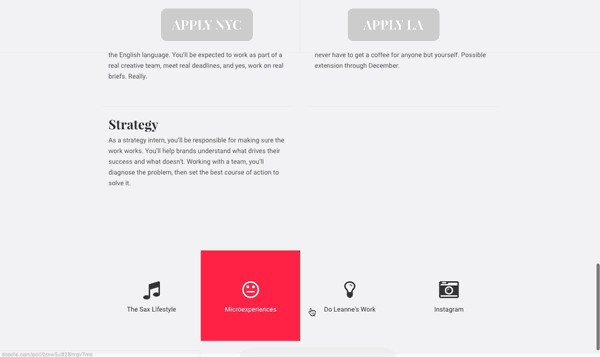 APPLY NYC
APPLY LA
the English language. You'll be expected to work as part of a
real creative team, meet real deadlines, and yes, work on real
briefs. Really.
never have to get a coffee for anyone but yourself. Possible
extension through December.
Strategy
As a strategy intern, you'll be responsible for making sure the
work works. You'll help brands understand what drives their
success and what doesn't. Working with a team, you'll
diagnose the problem, then set the best course of action to
solve it.
The Sax Lifestyle
Microexperiences
Do Leanne's Work
Instagram